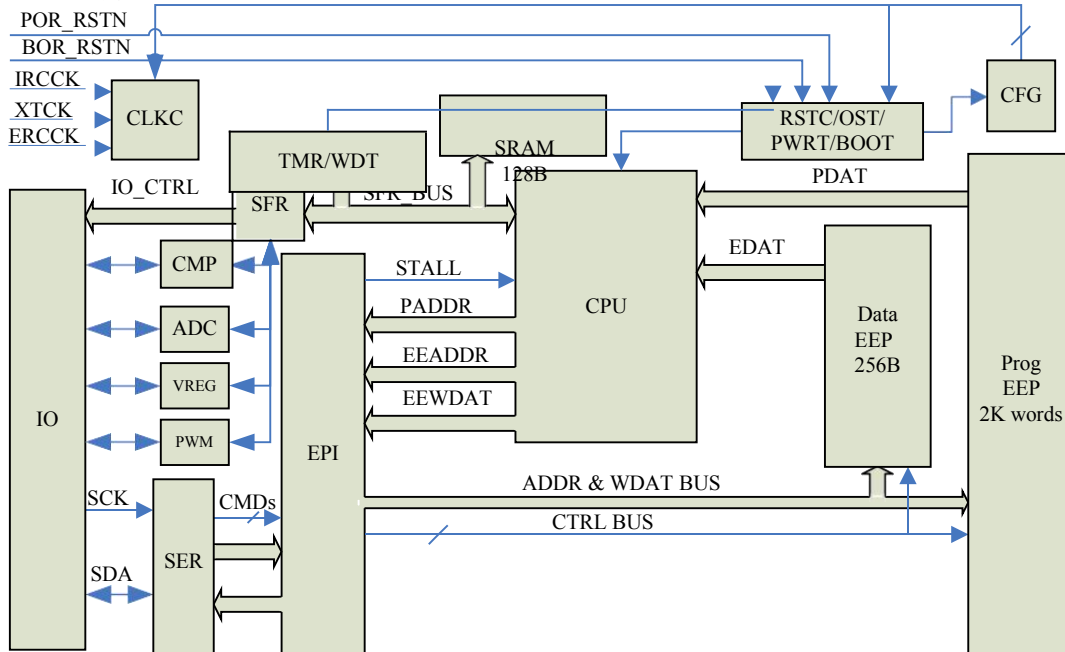 POR_RSTN
BOR_RSTN
IRCCK
XTCK
ERCCK
CLKC
CFG
RSTC/OST/
PWRT/BOOT
TMR/WDT
SRAM
128B
IO_CTRL
SFR
SFR_BUS
PDAT
CMP
ADC
VREG
PWM
IO
STALL
PADDR
EEADDR
EEWDAT
EPI
CPU
EDAT
Data
EEP
256B
Prog
EEP
2K words
ADDR & WDAT BUS
CTRL BUS
SCK
CMDs
SER
SDA